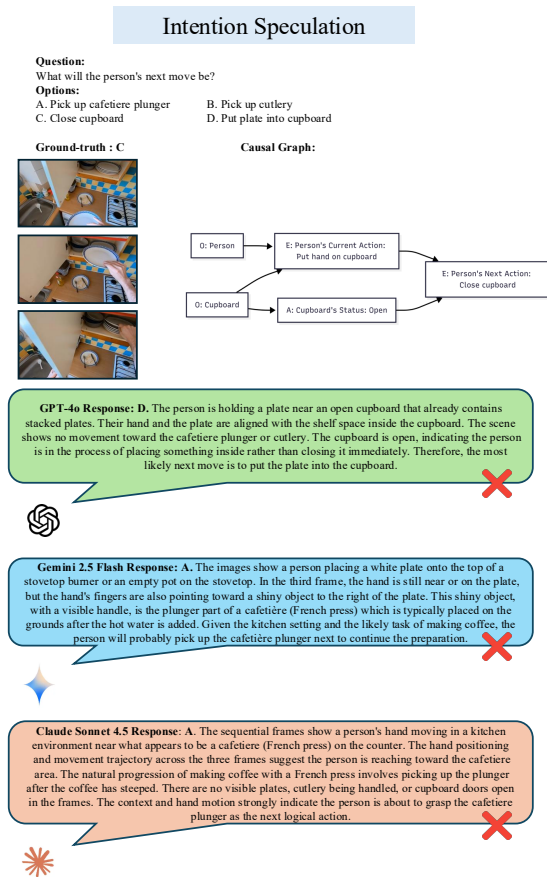 Intention Speculation
Question:
What will the person's next move be?
Options:
A. Pick up cafetiere plunger B. Pick up cutlery
C. Close cupboard D. Put plate into cupboard
Ground-truth : C Causal Graph:
O: Person
E: Person's Current Action:
Put hand on cupboard
E: Person's Next Action:
Close cupboard
O: Cupboard
A: Cupboard's Status: Open
GPT-4o Response: D. The person is holding a plate near an open cupboard that already contains
stacked plates. Their hand and the plate are aligned with the shelf space inside the cupboard. The scene
shows no movement toward the cafetiere plunger or cutlery. The cupboard is open, indicating the person
is in the process of placing something inside rather than closing it immediately. Therefore, the most
likely next move is to put the plate into the cupboard.
Gemini 2.5 Flash Response: A. The images show a person placing a white plate onto the top of a
stovetop burner or an empty pot on the stovetop. In the third frame, the hand is still near or on the plate,
but the hand's fingers are also pointing toward a shiny object to the right of the plate. This shiny object,
with a visible handle, is the plunger part of a cafetière (French press) which is typically placed on the
grounds after the hot water is added. Given the kitchen setting and the likely task of making coffee, the
person will probably pick up the cafetière plunger next to continue the preparation.
Claude Sonnet 4.5 Response: A. The sequential frames show a person's hand moving in a kitchen
environment near what appears to be a cafetiere (French press) on the counter. The hand positioning
and movement trajectory across the three frames suggest the person is reaching toward the cafetiere
area. The natural progression of making coffee with a French press involves picking up the plunger
after the coffee has steeped. There are no visible plates, cutlery being handled, or cupboard doors open
in the frames. The context and hand motion strongly indicate the person is about to grasp the cafetiere
plunger as the next logical action.